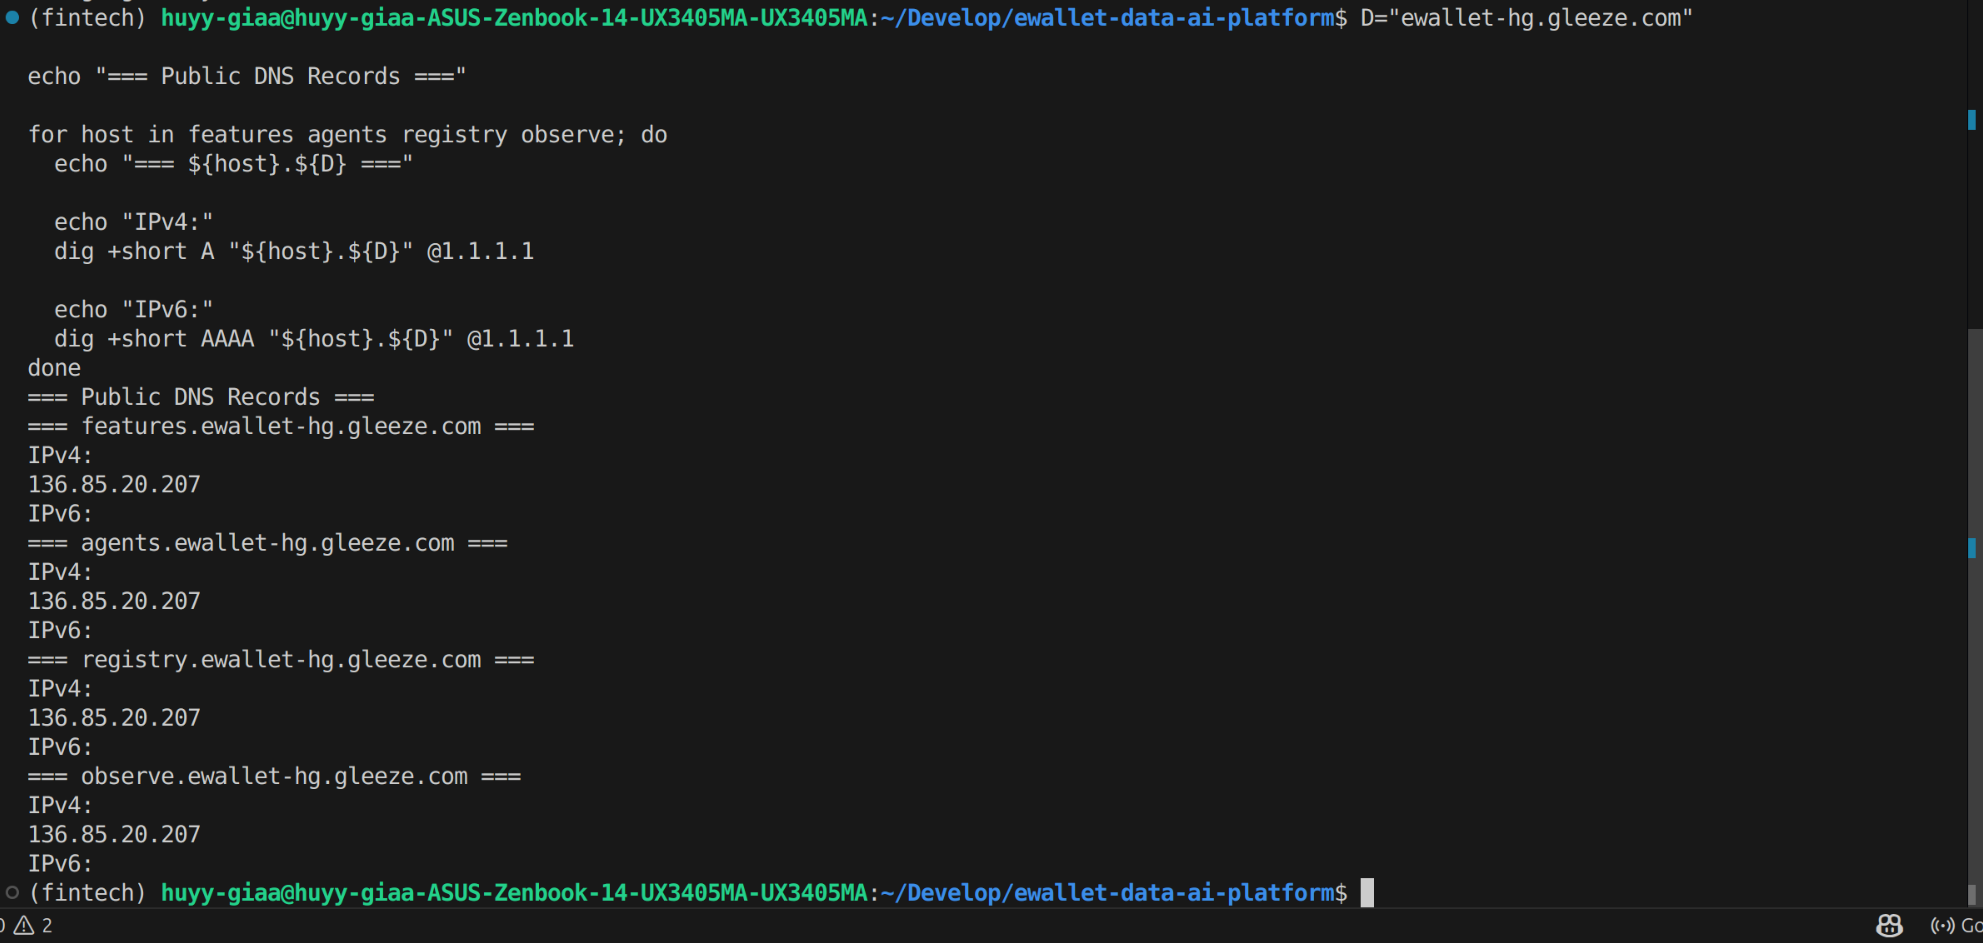 (fintech) huyy-giaa@huyy-giaa-ASUS-Zenbook-14-UX3405MA-UX3405MA:~/Develop/ewallet-data-ai-platform$ D="ewallet-hg.gleeze.com"
echo "=== Public DNS Records ==="
for host in features agents registry observe; do
  echo "=== ${host}.${D} ==="
  echo "IPv4:"
  dig +short A "${host}.${D}" @1.1.1.1
  echo "IPv6:"
  dig +short AAAA "${host}.${D}" @1.1.1.1
done
=== Public DNS Records ===
=== features.ewallet-hg.gleeze.com ===
IPv4:
136.85.20.207
IPv6:
=== agents.ewallet-hg.gleeze.com ===
IPv4:
136.85.20.207
IPv6:
=== registry.ewallet-hg.gleeze.com ===
IPv4:
136.85.20.207
IPv6:
=== observe.ewallet-hg.gleeze.com ===
IPv4:
136.85.20.207
IPv6:
(fintech) huyy-giaa@huyy-giaa-ASUS-Zenbook-14-UX3405MA-UX3405MA:~/Develop/ewallet-data-ai-platform$
2 Go